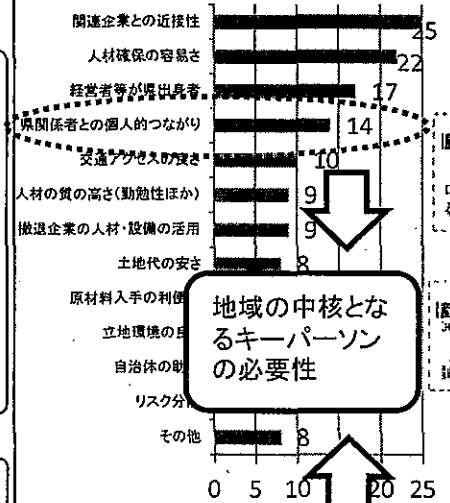 関連企業との近接性
25
人材確保の容易さ
22
経営者等が県出身者
17
県関係者との個人的つながり
14
交通アクセスの良さ
10
人材の質の高さ(勤勉性ほか)
9
撤退企業の人材・設備の活用
9
土地代の安さ
8
原材料入手の利便
立地環境の良
自治体の助
リスク分
地域の中核とな
るキーパーソン
の必要性
その他
8
0 5 10 20 25